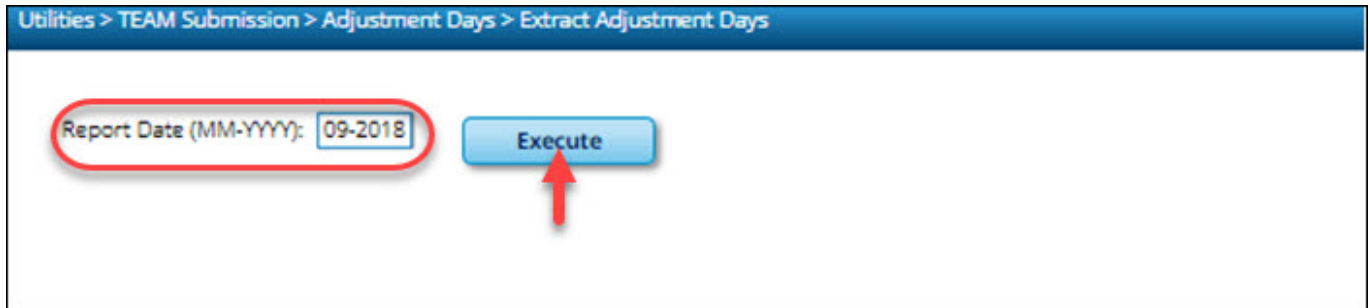 Utilities > TEAM Submission > Adjustment Days > Extract Adjustment Days
Report Date (MM-YYYY): 09-2018 Execute